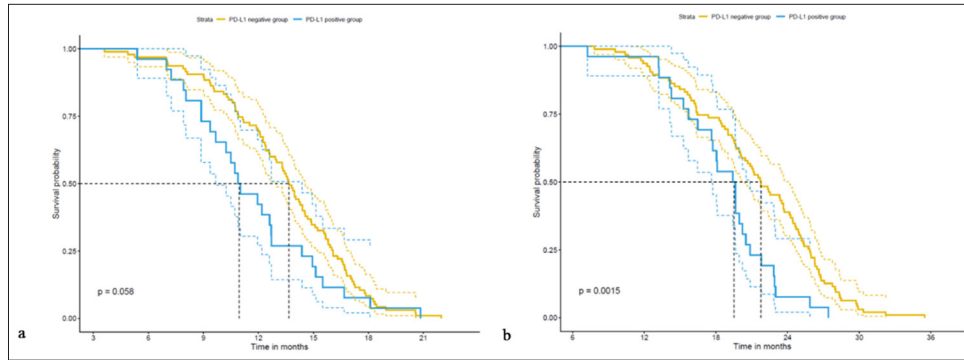 a
Strata PD-L1 negative group PD-L1 positive group
Survival probability
1.00
0.75
0.50
0.25
0.00
p = 0.058
3 6 9 12 15 18 21
Time in months
b
Strata PD-L1 negative group PD-L1 positive group
Survival probability
1.00
0.75
0.50
0.25
0.00
p = 0.0015
6 12 18 24 30 36
Time in months